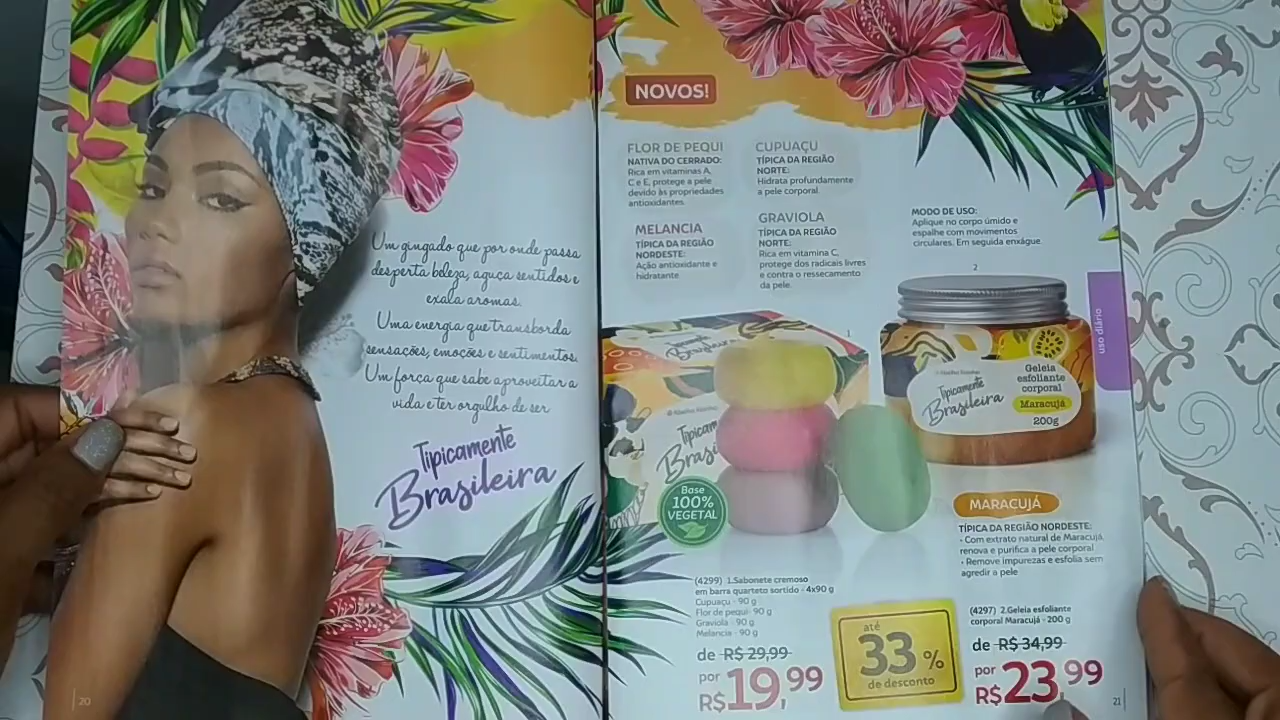 Um gingado que por onde passa
desperta beleza, aguça sentidos e
exala aromas.
Uma energia que transborda
sensações, emoções e sentimentos.
Um força que sabe aproveitar a
vida e ter orgulho de ser
Tipicamente
Brasileira
20
NOVOS!
FLOR DE PEQUI
NATIVA DO CERRADO:
Rica em vitaminas A,
C e E, protege a pele
devido às propriedades
antioxidantes.
CUPUAÇU
TÍPICA DA REGIÃO
NORTE:
Hidrata profundamente
a pele corporal.
MELANCIA
TÍPICA DA REGIÃO
NORDESTE:
Ação antioxidante e
hidratante.
GRAVIOLA
TÍPICA DA REGIÃO
NORTE:
Rica em vitamina C,
protege dos radicais livres
e contra o ressecamento
da pele.
MODO DE USO:
Aplique no corpo úmido e
espalhe com movimentos
circulares. Em seguida enxágue.
2
1
Brasileira
Tipicam
Brasi
Base
100%
VEGETAL
Tipicamente
Brasileira
Geleia
esfoliante
corporal
Maracujá
200g
uso diário
MARACUJÁ
TÍPICA DA REGIÃO NORDESTE:
• Com extrato natural de Maracujá,
renova e purifica a pele corporal
• Remove impurezas e esfolia sem
agredir a pele
(4299) 1.Sabonete cremoso
em barra quarteto sortido - 4x90 g
Cupuaçu - 90 g
Flor de pequi- 90 g
Graviola - 90 g
Melancia - 90 g
de R$ 29,99
por
R$19,99
até
33%
de desconto
(4297) 2.Geleia esfoliante
corporal Maracujá - 200 g
de R$ 34,99
por
R$23,99
21